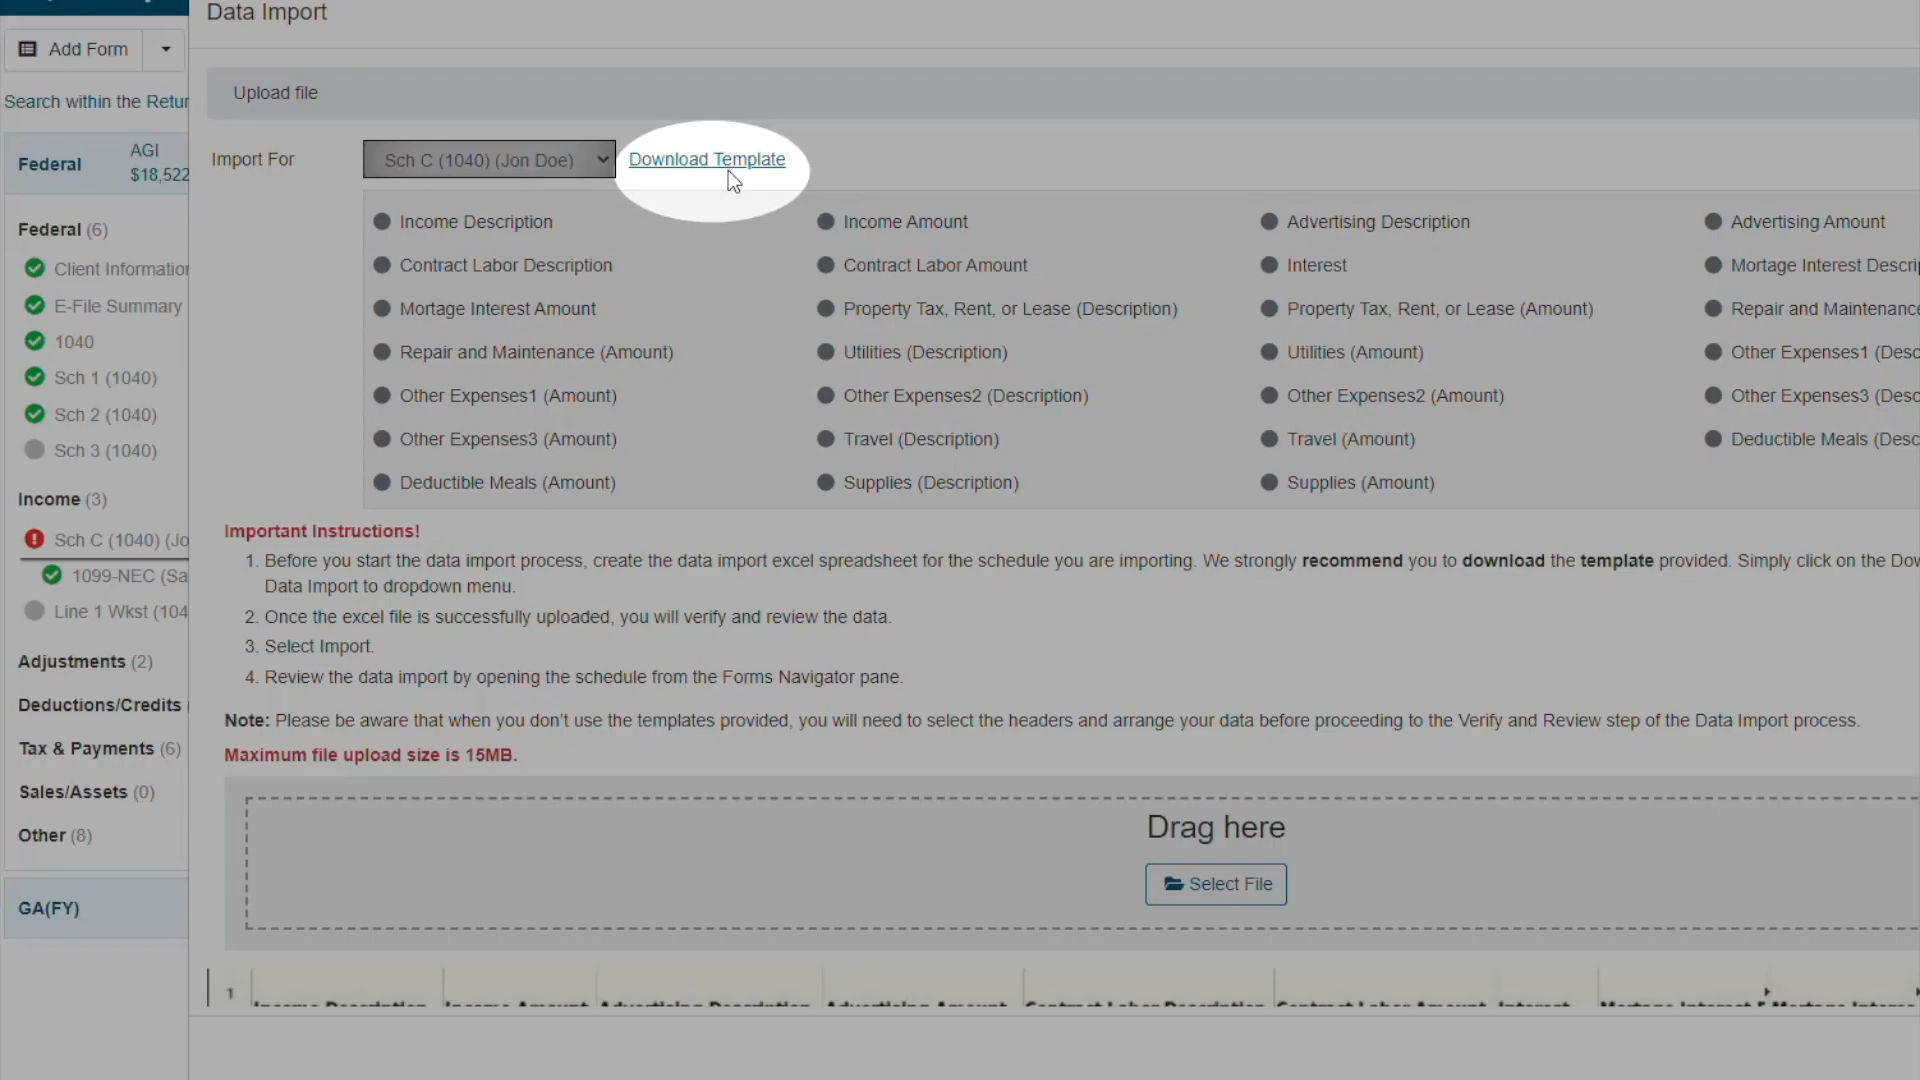 Data Import
Add Form
Search within the Retur
Federal
AGI
$18,522
Federal (6)
Client Information
E-File Summary
1040
Sch 1 (1040)
Sch 2 (1040)
Sch 3 (1040)
Income (3)
Sch C (1040) (Jo
1099-NEC (Sa
Line 1 Wkst (104
Adjustments (2)
Deductions/Credits
Tax & Payments (6)
Sales/Assets (0)
Other (8)
GA(FY)
Upload file
Import For
Sch C (1040) (Jon Doe)
Download Template
Income Description
Income Amount
Advertising Description
Advertising Amount
Contract Labor Description
Contract Labor Amount
Interest
Mortage Interest Descrip
Mortage Interest Amount
Property Tax, Rent, or Lease (Description)
Property Tax, Rent, or Lease (Amount)
Repair and Maintenance
Repair and Maintenance (Amount)
Utilities (Description)
Utilities (Amount)
Other Expenses1 (Desc
Other Expenses1 (Amount)
Other Expenses2 (Description)
Other Expenses2 (Amount)
Other Expenses3 (Desc
Other Expenses3 (Amount)
Travel (Description)
Travel (Amount)
Deductible Meals (Desc
Deductible Meals (Amount)
Supplies (Description)
Supplies (Amount)
Important Instructions!
1. Before you start the data import process, create the data import excel spreadsheet for the schedule you are importing. We strongly recommend you to download the template provided. Simply click on the Dow
Data Import to dropdown menu.
2. Once the excel file is successfully uploaded, you will verify and review the data.
3. Select Import.
4. Review the data import by opening the schedule from the Forms Navigator pane.
Note: Please be aware that when you don't use the templates provided, you will need to select the headers and arrange your data before proceeding to the Verify and Review step of the Data Import process.
Maximum file upload size is 15MB.
Drag here
Select File
1